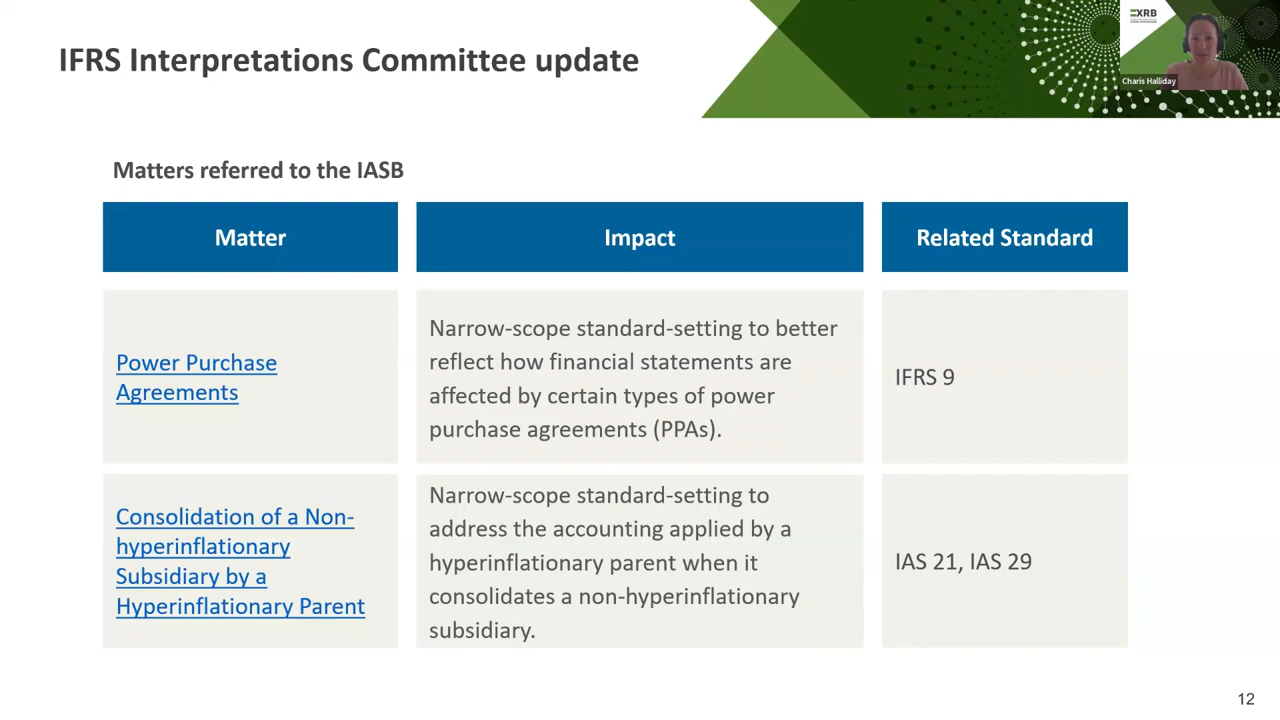 IFRS Interpretations Committee update
XRB
Charis Halliday
Matters referred to the IASB
Matter
Impact
Related Standard
Power Purchase
Agreements
Narrow-scope standard-setting to better
reflect how financial statements are
affected by certain types of power
purchase agreements (PPAs).
IFRS 9
Consolidation of a Non-
hyperinflationary
Subsidiary by a
Hyperinflationary Parent
Narrow-scope standard-setting to
address the accounting applied by a
hyperinflationary parent when it
consolidates a non-hyperinflationary
subsidiary.
IAS 21, IAS 29
12